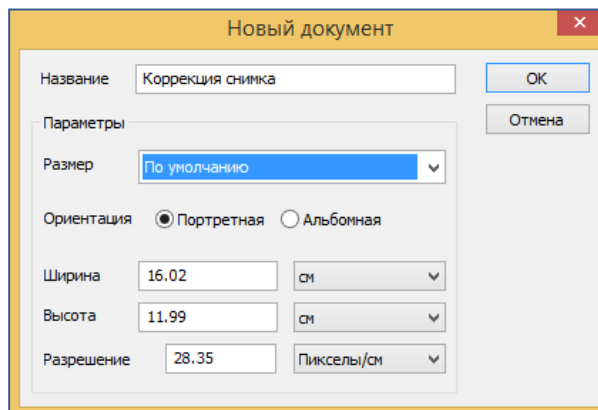 Новый документ
Название Коррекция снимка OK
Параметры Отмена
Размер По умолчанию
Ориентация Портретная Альбомная
Ширина 16.02 см
Высота 11.99 см
Разрешение 28.35 Пикселы/см